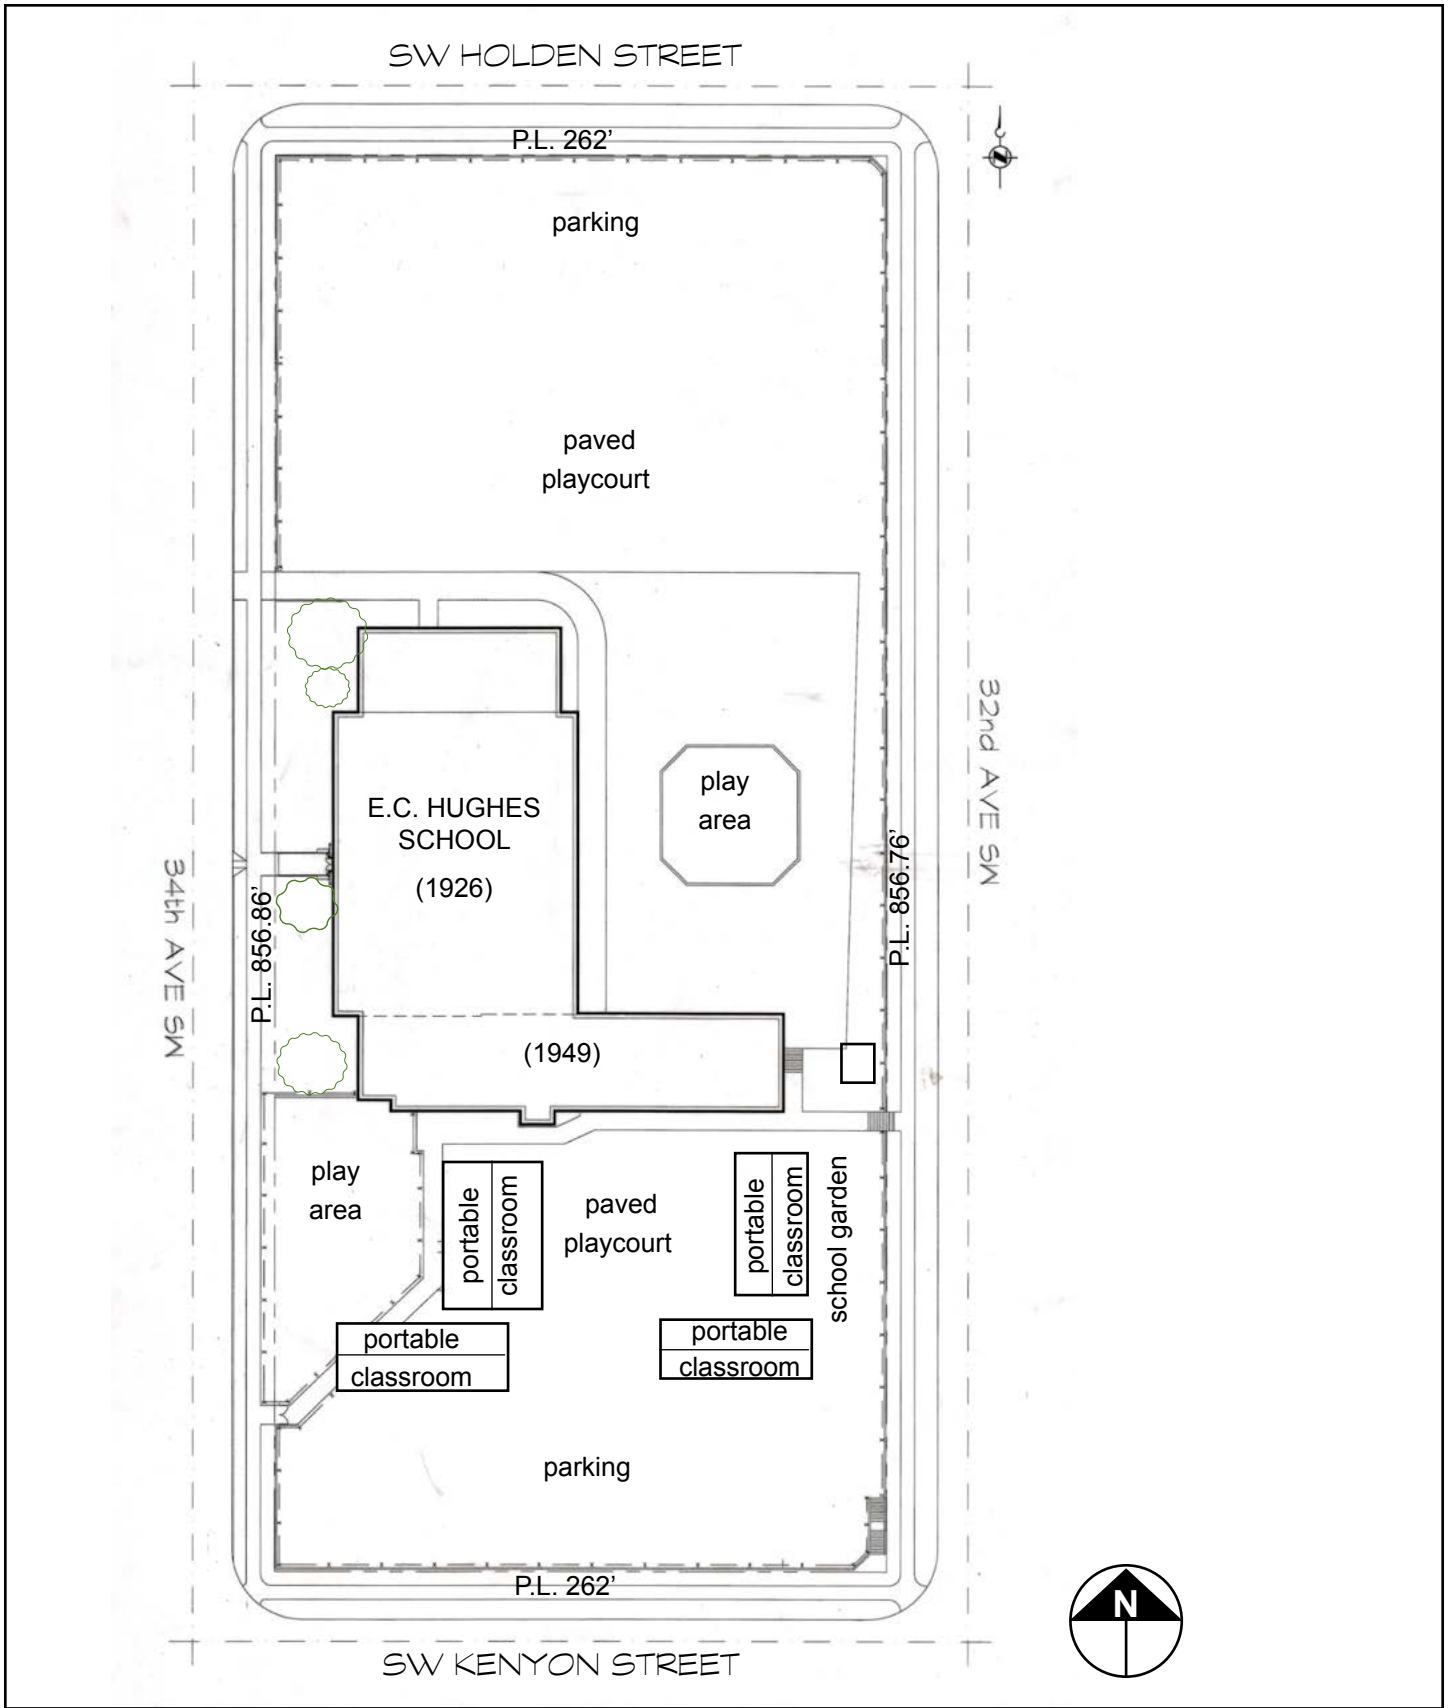 SW HOLDEN STREET
P.L. 262'
parking
paved
playcourt
32nd AVE SW
play
area
E.C. HUGHES
SCHOOL
(1926)
P.L. 856.76'
34th AVE SW
P.L. 856.86'
(1949)
play
area
portable
classroom
paved
playcourt
portable
classroom
school garden
portable
classroom
portable
classroom
parking
P.L. 262'
N
SW KENYON STREET